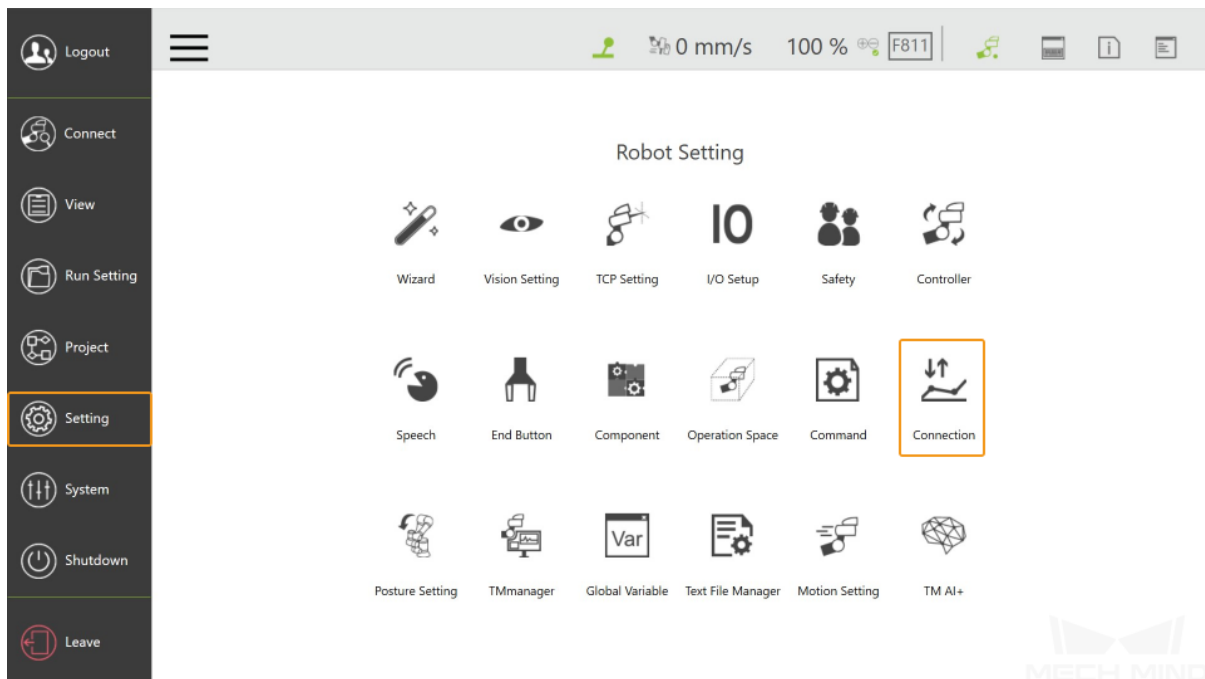 Logout
0 mm/s 100 % F811
Connect
View
Run Setting
Project
Setting
System
Shutdown
Leave
Robot Setting
IO
Wizard Vision Setting TCP Setting I/O Setup Safety Controller
Speech End Button Component Operation Space Command Connection
Var
Posture Setting TMmanager Global Variable Text File Manager Motion Setting TM AI+
MECH MIND